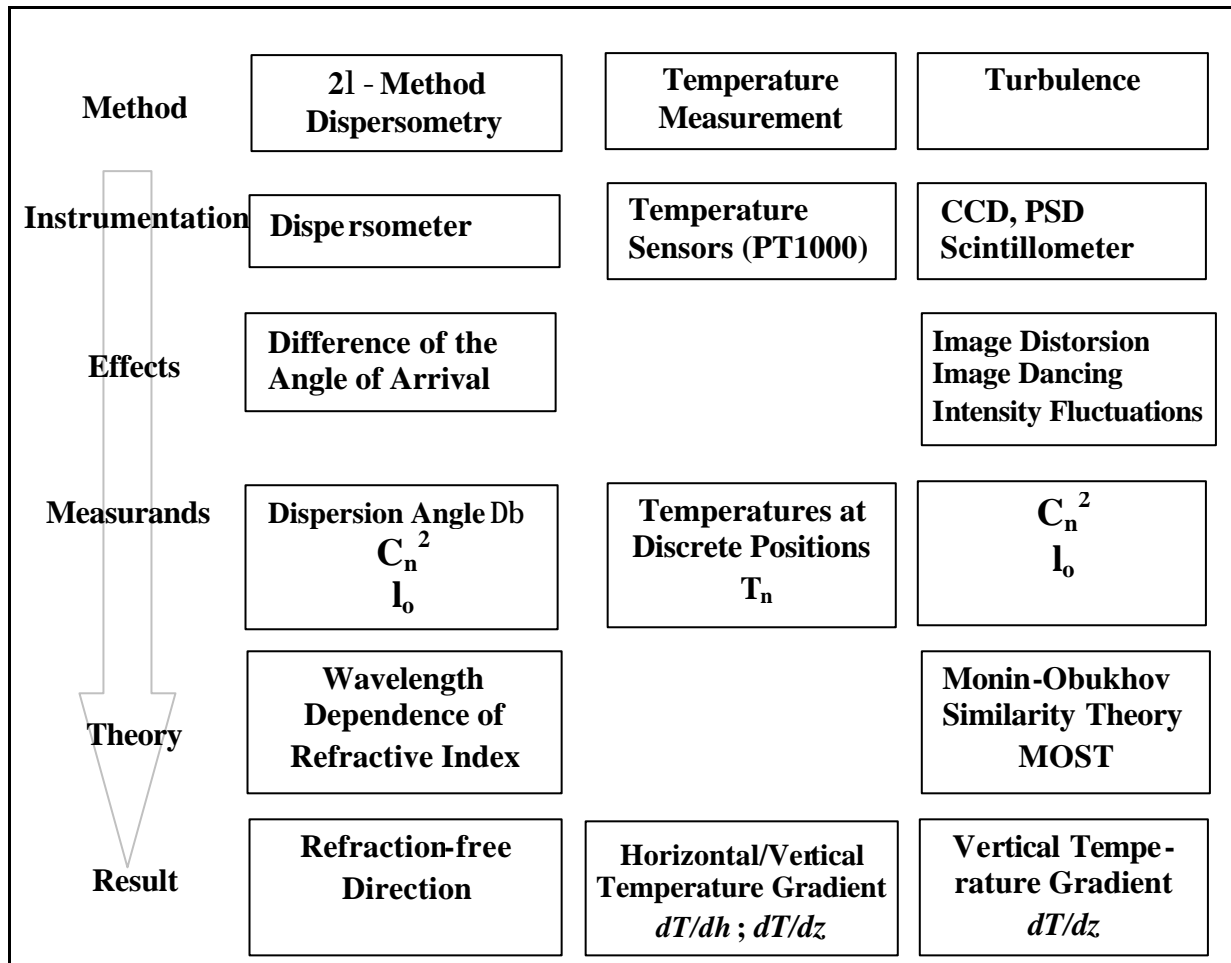 Method
2l - Method
Dispersometry
Temperature
Measurement
Turbulence
Instrumentation
Dispersometer
Temperature
Sensors (PT1000)
CCD, PSD
Scintillometer
Effects
Difference of the
Angle of Arrival
Image Distorsion
Image Dancing
Intensity Fluctuations
Measurands
Dispersion Angle Db
Cn²
lo
Temperatures at
Discrete Positions
Tn
Cn²
lo
Theory
Wavelength
Dependence of
Refractive Index
Monin-Obukhov
Similarity Theory
MOST
Result
Refraction-free
Direction
Horizontal/Vertical
Temperature Gradient
dT/dh ; dT/dz
Vertical Tempe-
rature Gradient
dT/dz